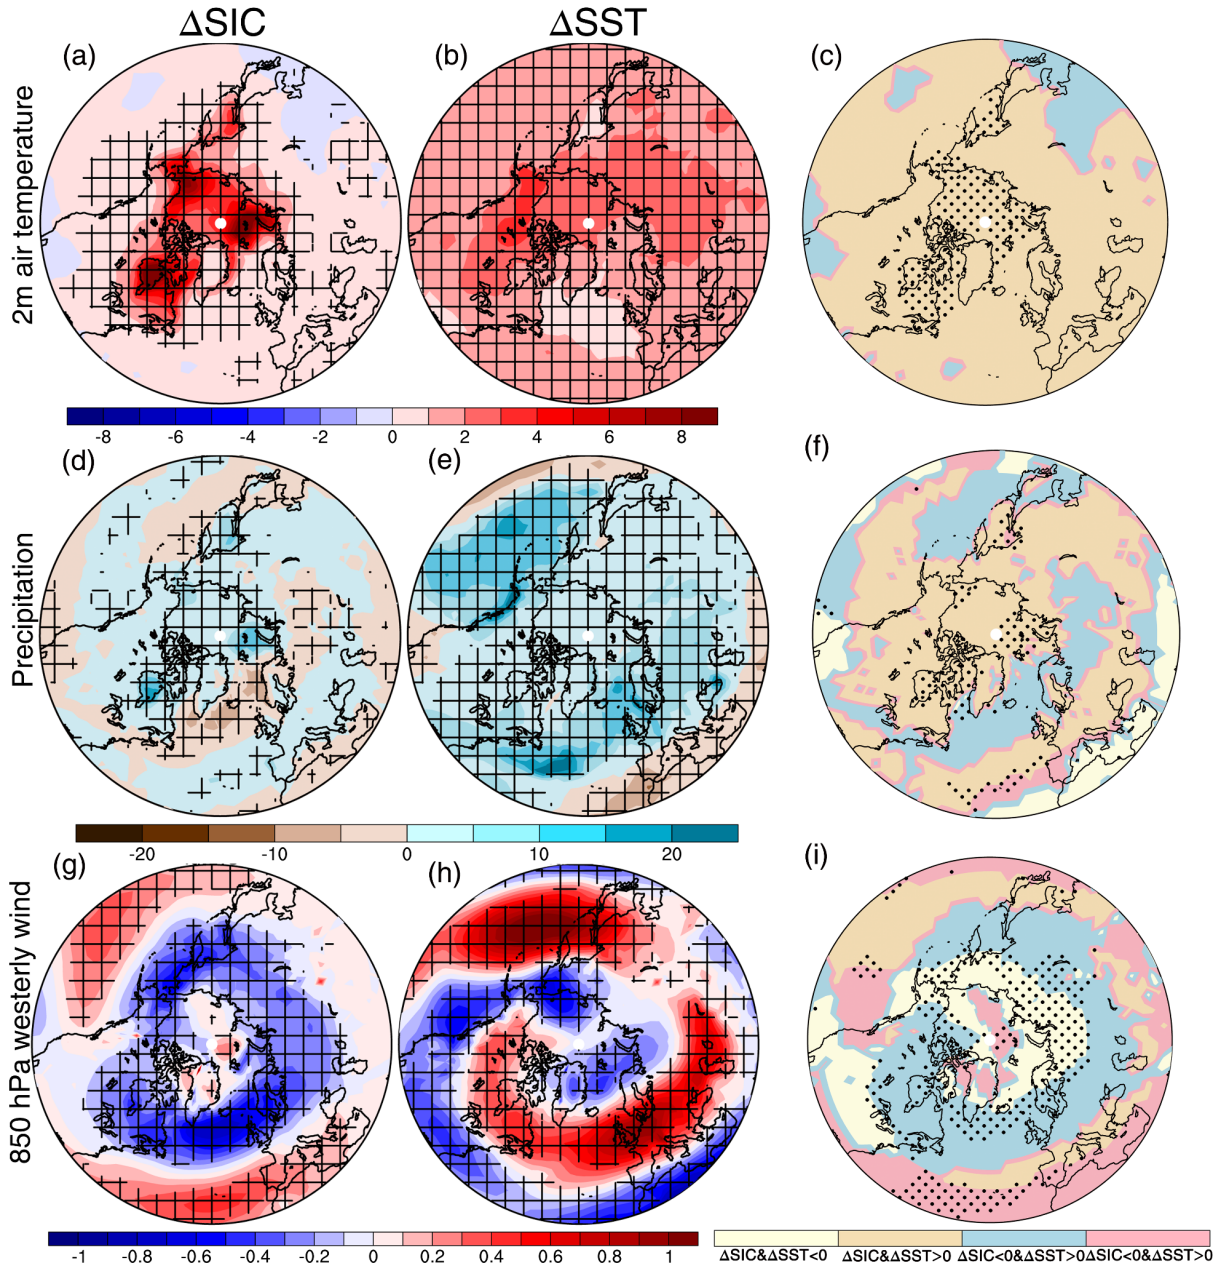 ΔSIC ΔSST
(a) (b) (c)
2m air temperature
-8 -6 -4 -2 0 2 4 6 8
(d) (e) (f)
Precipitation
-20 -10 0 10 20
(g) (h) (i)
850 hPa westerly wind
-1 -0.8 -0.6 -0.4 -0.2 0 0.2 0.4 0.6 0.8 1
ΔSIC&ΔSST<0 ΔSIC&ΔSST>0 ΔSIC<0&ΔSST>0 ΔSIC<0&ΔSST>0